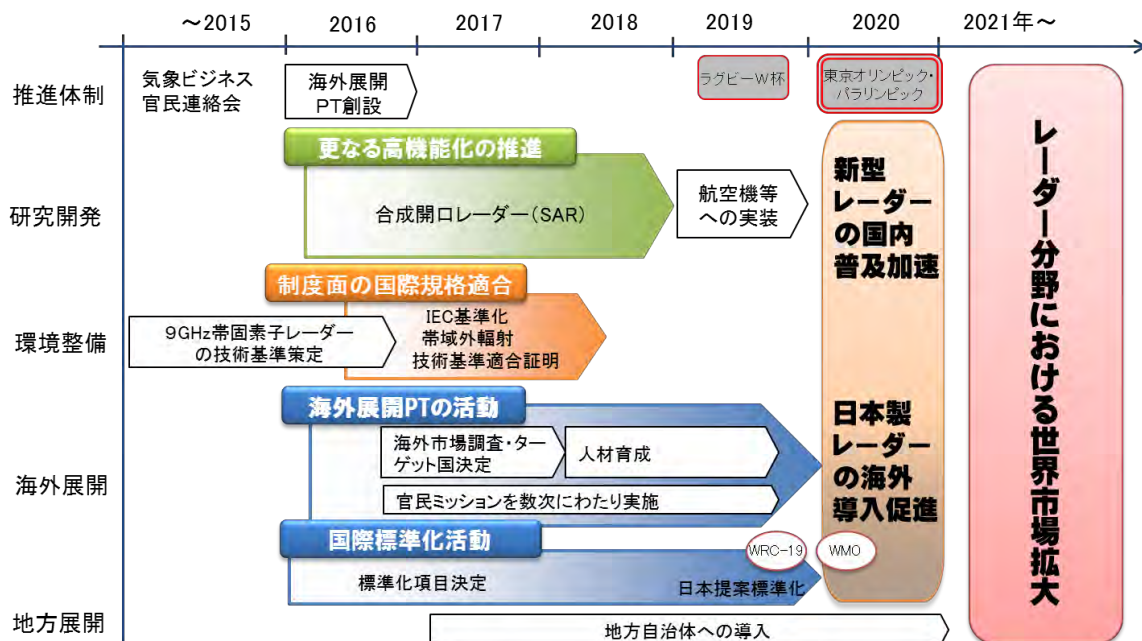 ～2015
2016
2017
2018
2019
2020
2021年～
推進体制
気象ビジネス
官民連絡会
海外展開
PT創設
ラグビーW杯
東京オリンピック・
パラリンピック
研究開発
更なる高機能化の推進
合成開口レーダー（SAR）
航空機等
への実装
新型
レーダー
の国内
普及加速
環境整備
制度面の国際規格適合
9GHz帯固素子レーダー
の技術基準策定
IEC基準化
帯域外輻射
技術基準適合証明
海外展開
海外展開PTの活動
海外市場調査・ター
ゲット国決定
人材育成
官民ミッションを数次にわたり実施
日本製
レーダー
の海外
導入促進
国際標準化活動
標準化項目決定
日本提案標準化
WRC-19
WMO
地方展開
地方自治体への導入
レーダー分野における世界市場拡大